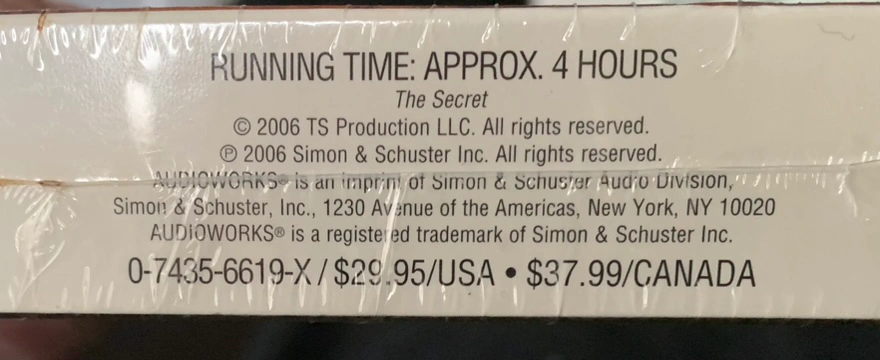 RUNNING TIME: APPROX. 4 HOURS
The Secret
© 2006 TS Production LLC. All rights reserved.
℗ 2006 Simon & Schuster Inc. All rights reserved.
AUDIOWORKS® is an imprint of Simon & Schuster Audio Division,
Simon & Schuster, Inc., 1230 Avenue of the Americas, New York, NY 10020
AUDIOWORKS® is a registered trademark of Simon & Schuster Inc.
0-7435-6619-X / $29.95/USA • $37.99/CANADA